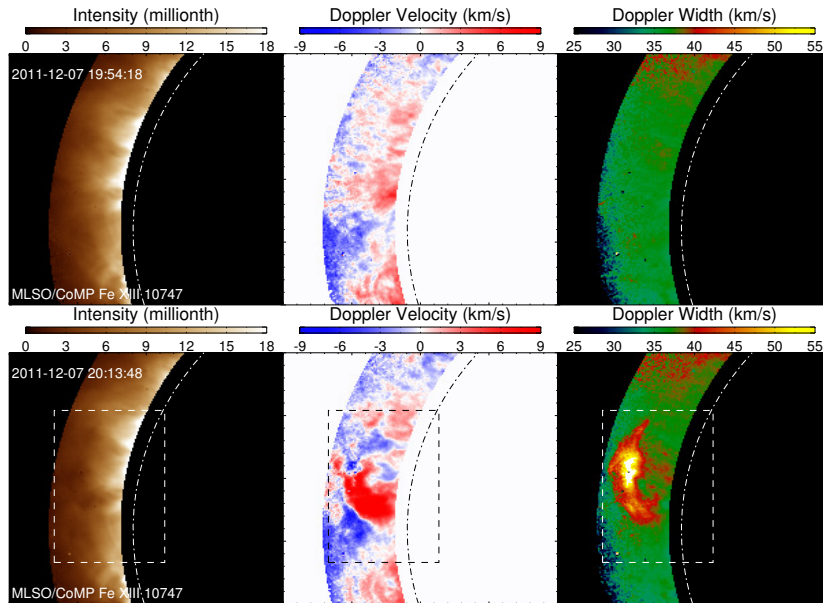 Intensity (millionth) Doppler Velocity (km/s) Doppler Width (km/s)
0 3 6 9 12 15 18 -9 -6 -3 0 3 6 9 25 30 35 40 45 50 55
2011-12-07 19:54:18
MLSO/CoMP Fe XIII 10747
Intensity (millionth) Doppler Velocity (km/s) Doppler Width (km/s)
0 3 6 9 12 15 18 -9 -6 -3 0 3 6 9 25 30 35 40 45 50 55
2011-12-07 20:13:48
MLSO/CoMP Fe XIII 10747